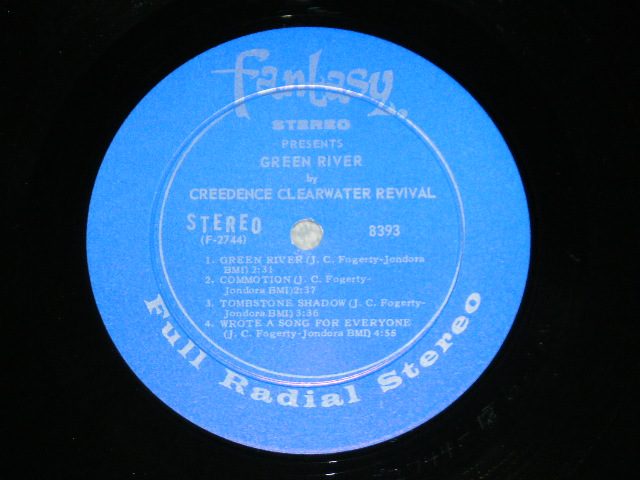 Fantasy
STEREO
PRESENTS
GREEN RIVER
by
CREEDENCE CLEARWATER REVIVAL
STEREO
(F-2744)
8393
1. GREEN RIVER (J. C. Fogerty-Jondora
BMI) 2:31
2. COMMOTION (J. C. Fogerty-
Jondora BMI) 2:37
3. TOMBSTONE SHADOW (J. C. Fogerty-
Jondora BMI) 3:36
4. WROTE A SONG FOR EVERYONE
(J. C. Fogerty-Jondora BMI) 4:55
Full Radial Stereo